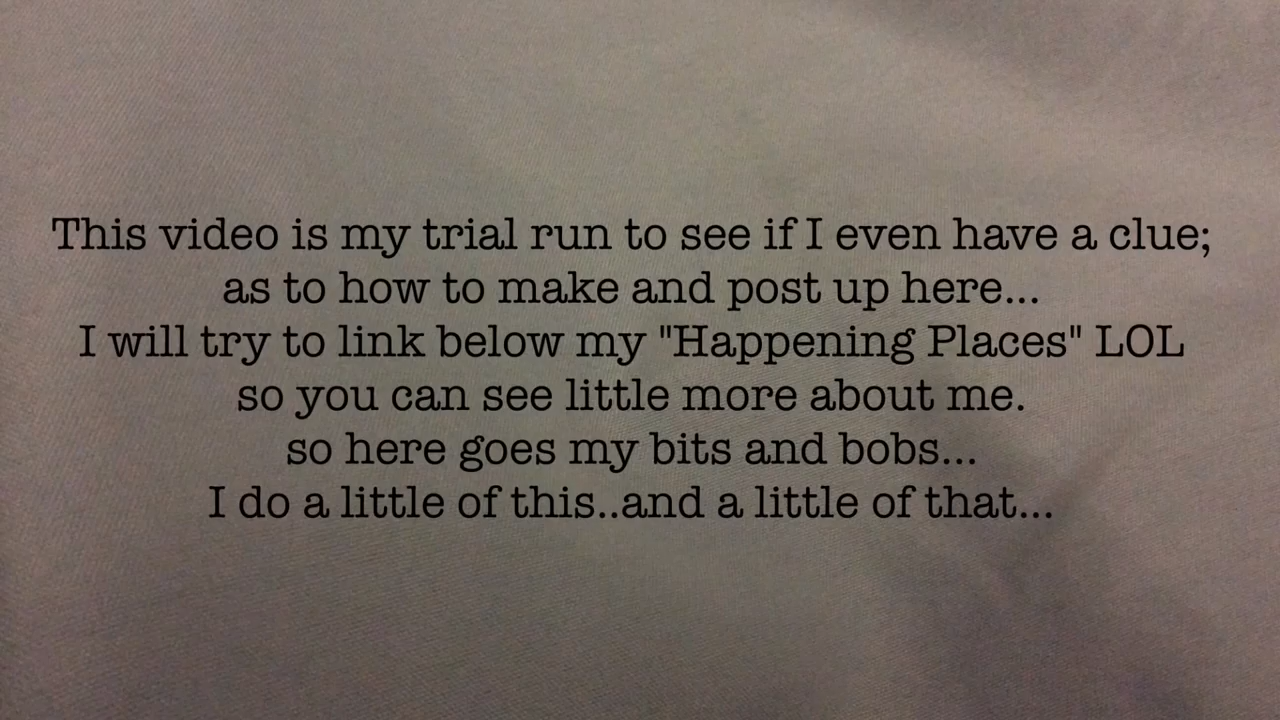 This video is my trial run to see if I even have a clue;
as to how to make and post up here...
I will try to link below my "Happening Places" LOL
so you can see little more about me.
so here goes my bits and bobs...
I do a little of this..and a little of that...